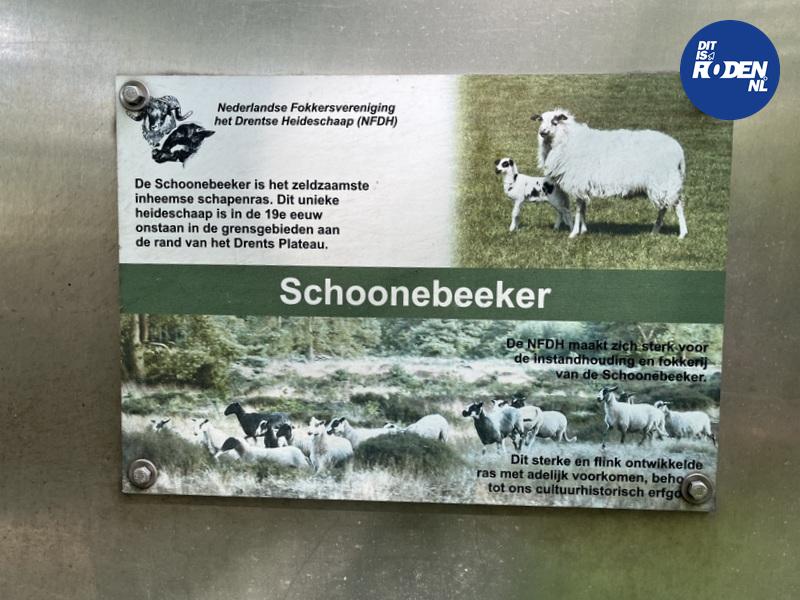 DIT
IS
RODEN
.NL
Nederlandse Fokkersvereniging
het Drentse Heideschaap (NFDH)
De Schoonebeeker is het zeldzaamste
inheemse schapenras. Dit unieke
heideschaap is in de 19e eeuw
onstaan in de grensgebieden aan
de rand van het Drents Plateau.
Schoonebeeker
De NFDH maakt zich sterk voor
de instandhouding en fokkerij
van de Schoonebeeker.
Dit sterke en flink ontwikkelde
ras met adelijk voorkomen,
tot ons cultuurhistorisch